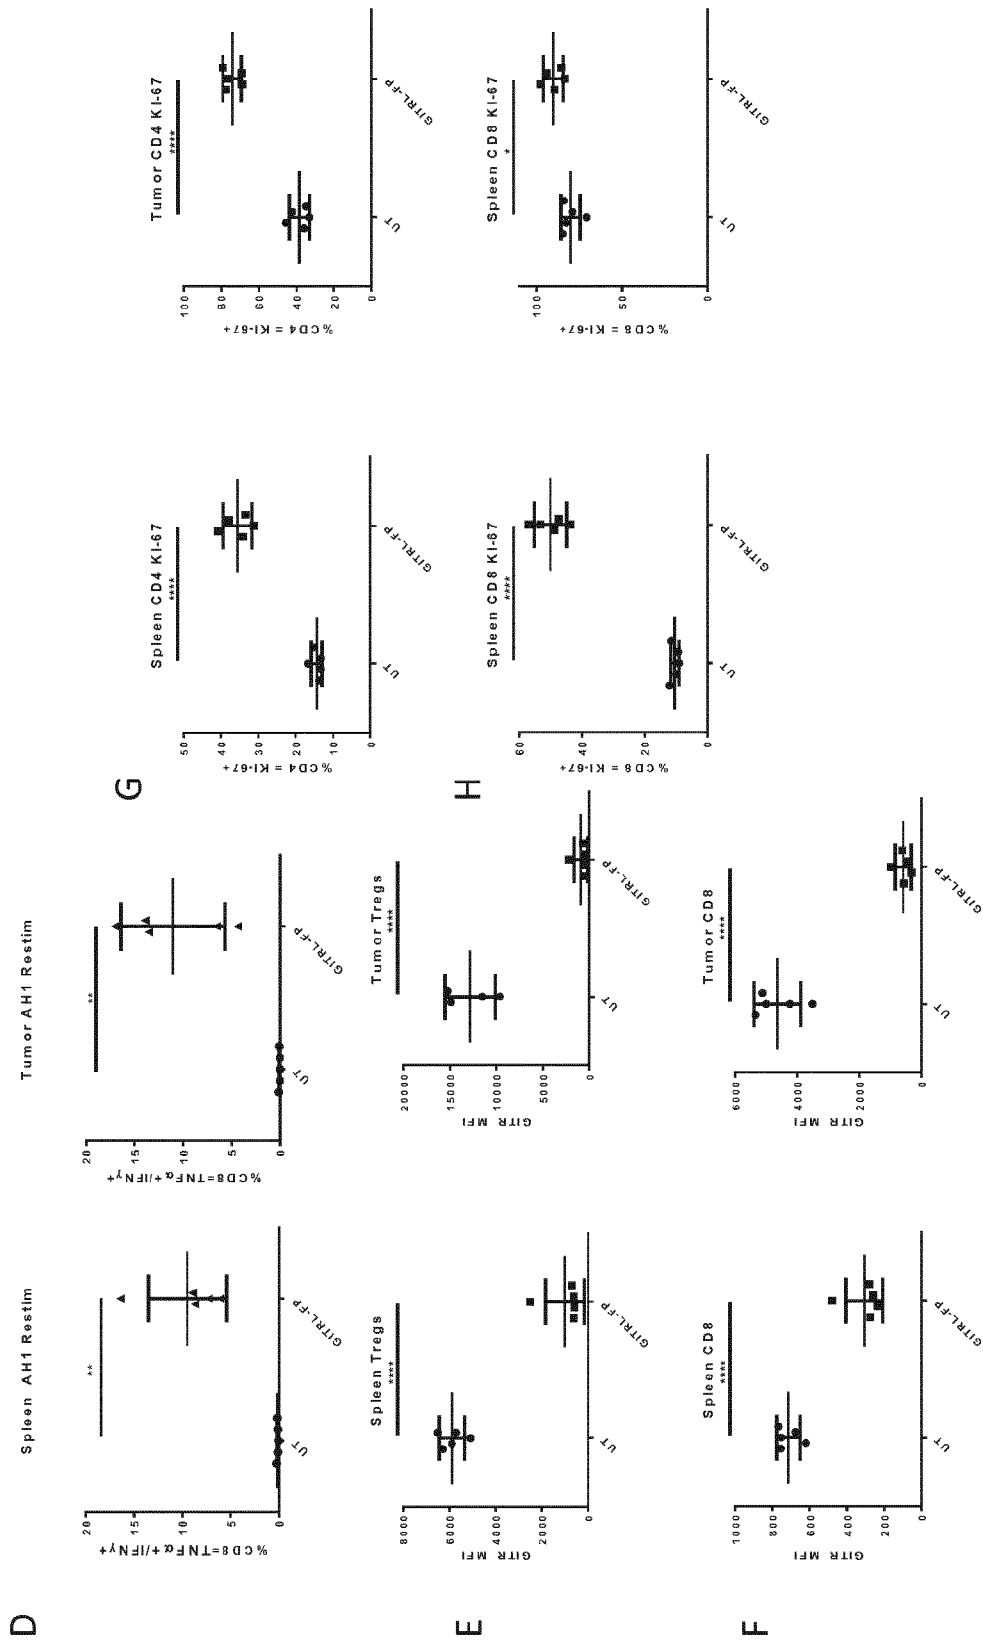 D
Spleen AH1 Restim
**
%CD8=TNFα+/IFNγ+
20
15
10
5
0
UT
GITRL-FP
Tumor AH1 Restim
**
%CD8=TNFα+/IFNγ+
20
15
10
5
0
UT
GITRL-FP
E
Spleen Tregs
****
GITR MFI
8000
6000
4000
2000
0
UT
GITRL-FP
Tumor Tregs
****
GITR MFI
20000
15000
10000
5000
0
UT
GITRL-FP
F
Spleen CD8
****
GITR MFI
1000
800
600
400
200
0
UT
GITRL-FP
Tumor CD8
****
GITR MFI
6000
4000
2000
0
UT
GITRL-FP
G
Spleen CD4 KI-67
****
%CD4 = KI-67+
50
40
30
20
10
0
UT
GITRL-FP
Tumor CD4 KI-67
****
%CD4 = KI-67+
100
80
60
40
20
0
UT
GITRL-FP
H
Spleen CD8 KI-67
****
%CD8 = KI-67+
60
40
20
0
UT
GITRL-FP
Spleen CD8 KI-67
*
%CD8 = KI-67+
100
50
0
UT
GITRL-FP